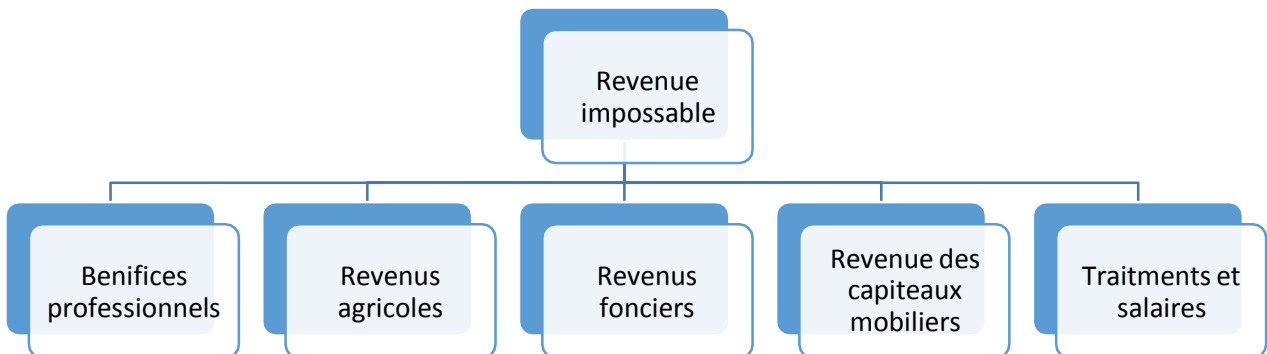 Revenue
impossable
Benifices
professionnels
Revenus
agricoles
Revenus
fonciers
Revenue des
capiteaux
mobiliers
Traitments et
salaires